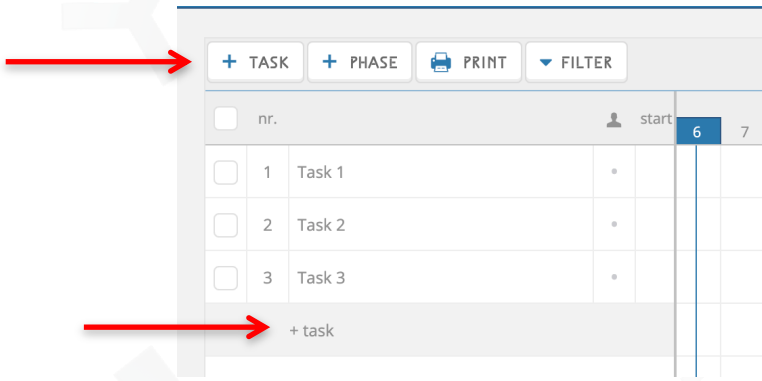 + TASK + PHASE PRINT FILTER
nr. start 6 7
1 Task 1
2 Task 2
3 Task 3
+ task